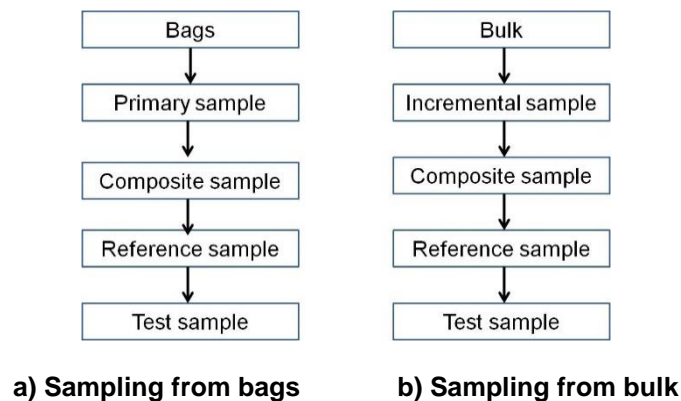 Bags
Primary sample
Composite sample
Reference sample
Test sample
a) Sampling from bags
Bulk
Incremental sample
Composite sample
Reference sample
Test sample
b) Sampling from bulk